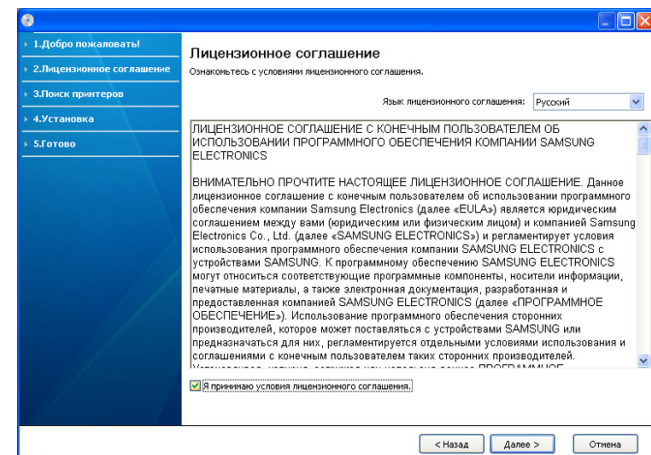 1.Добро пожаловать!
2.Лицензионное соглашение
3.Поиск принтеров
4.Установка
5.Готово
Лицензионное соглашение
Ознакомьтесь с условиями лицензионного соглашения.
Язык лицензионного соглашения: Русский
ЛИЦЕНЗИОННОЕ СОГЛАШЕНИЕ С КОНЕЧНЫМ ПОЛЬЗОВАТЕЛЕМ ОБ
ИСПОЛЬЗОВАНИИ ПРОГРАММНОГО ОБЕСПЕЧЕНИЯ КОМПАНИИ SAMSUNG
ELECTRONICS
ВНИМАТЕЛЬНО ПРОЧТИТЕ НАСТОЯЩЕЕ ЛИЦЕНЗИОННОЕ СОГЛАШЕНИЕ. Данное
лицензионное соглашение с конечным пользователем об использовании программного
обеспечения компании Samsung Electronics (далее «EULA») является юридическим
соглашением между вами (юридическим или физическим лицом) и компанией Samsung
Electronics Co., Ltd. (далее «SAMSUNG ELECTRONICS») и регламентирует условия
использования программного обеспечения компании SAMSUNG ELECTRONICS с
устройствами SAMSUNG. К программному обеспечению SAMSUNG ELECTRONICS
могут относиться соответствующие программные компоненты, носители информации,
печатные материалы, а также электронная документация, разработанная и
предоставленная компанией SAMSUNG ELECTRONICS (далее «ПРОГРАММНОЕ
ОБЕСПЕЧЕНИЕ»). Использование программного обеспечения сторонних
производителей, которое может поставляться с устройствами SAMSUNG или
предназначаться для них, регламентируется отдельными условиями использования и
соглашениями с конечным пользователем таких сторонних производителей.
Я принимаю условия лицензионного соглашения.
< Назад Далее > Отмена